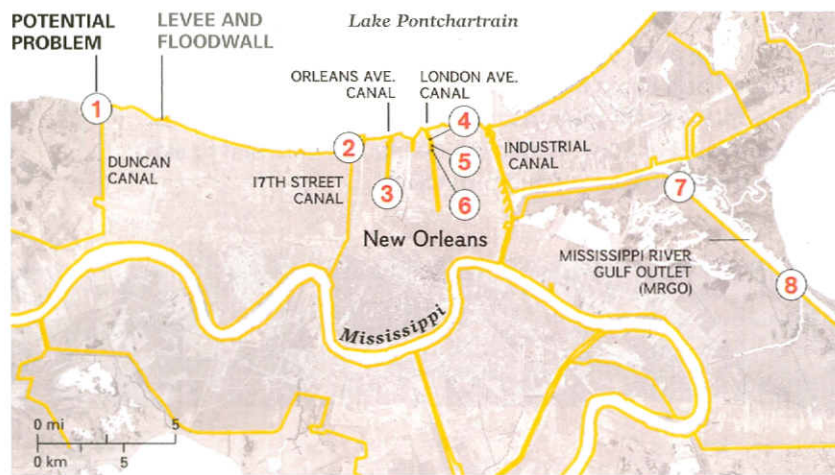 POTENTIAL
PROBLEM
LEVEE AND
FLOODWALL
Lake Pontchartrain
ORLEANS AVE.
CANAL
LONDON AVE.
CANAL
1
DUNCAN
CANAL
2
17TH STREET
CANAL
3
4
5
6
INDUSTRIAL
CANAL
7
New Orleans
MISSISSIPPI RIVER
GULF OUTLET
(MRGO)
8
Mississippi
0 mi 5
0 km 5